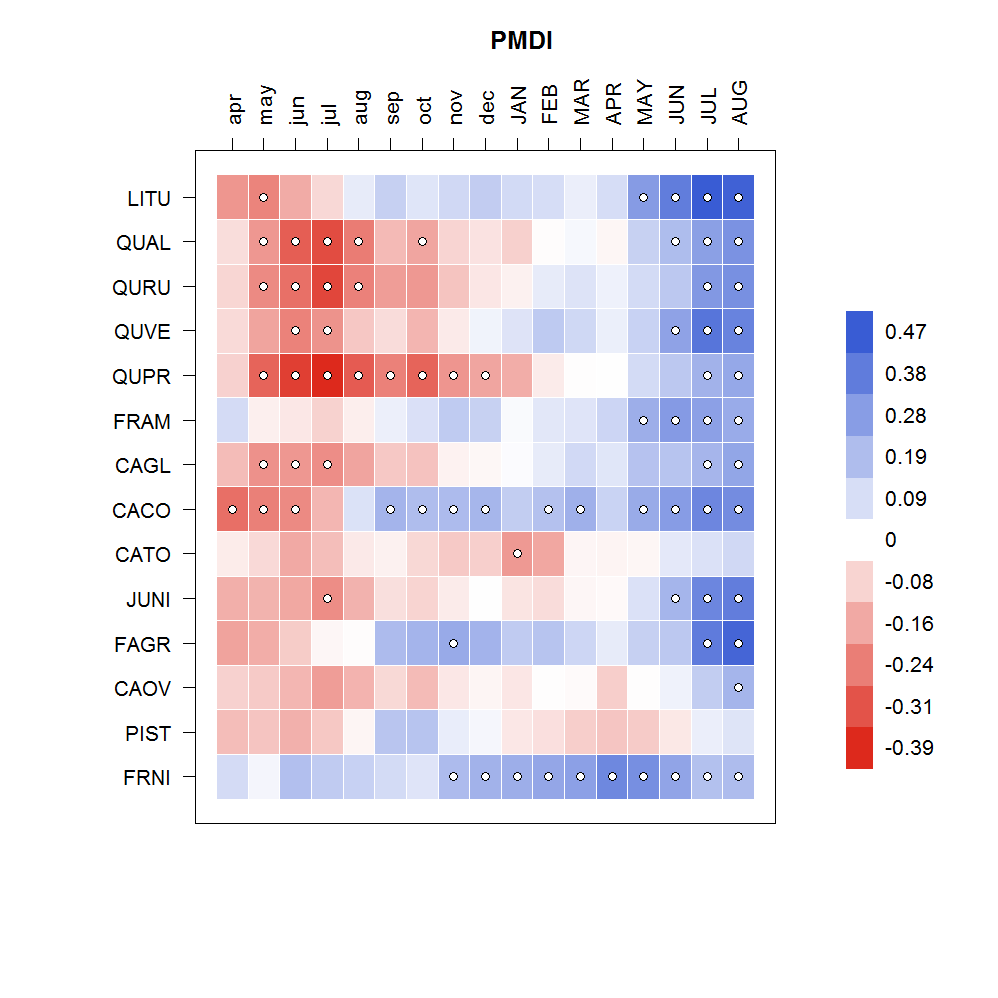 PMDI
apr may jun jul aug sep oct nov dec JAN FEB MAR APR MAY JUN JUL AUG
LITU
QUAL
QURU
QUVE
QUPR
FRAM
CAGL
CACO
CATO
JUNI
FAGR
CAOV
PIST
FRNI
0.47
0.38
0.28
0.19
0.09
0
-0.08
-0.16
-0.24
-0.31
-0.39